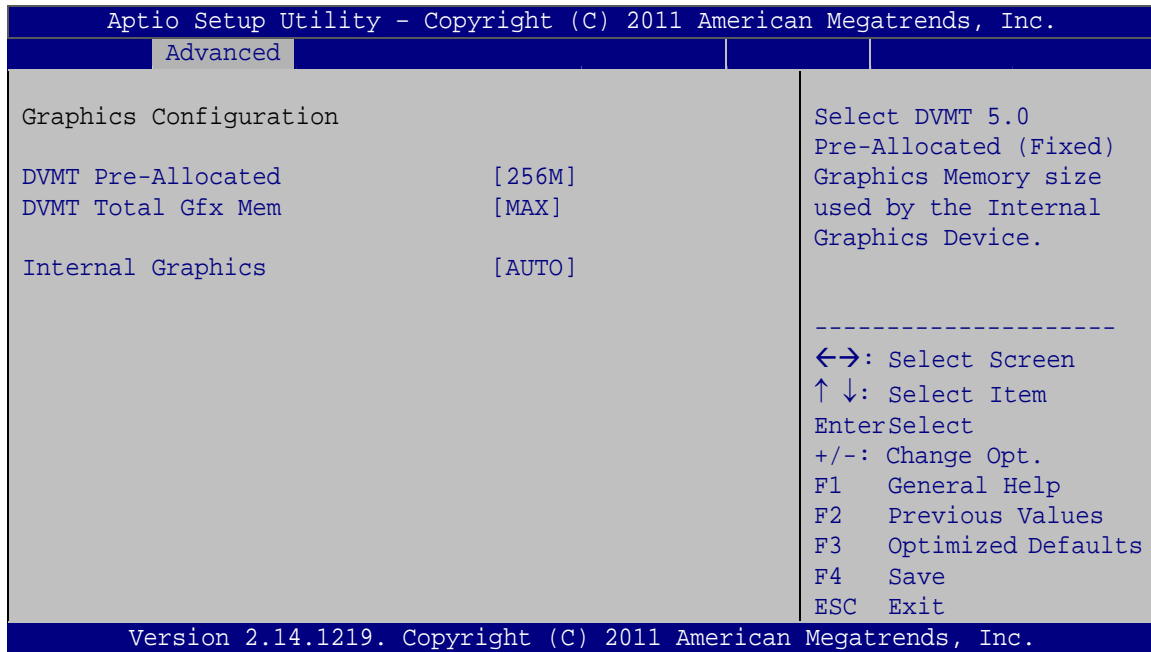 Aptio Setup Utility – Copyright (C) 2011 American Megatrends, Inc.
Advanced
Graphics Configuration
DVMT Pre-Allocated [256M]
DVMT Total Gfx Mem [MAX]
Internal Graphics [AUTO]
Select DVMT 5.0
Pre-Allocated (Fixed)
Graphics Memory size
used by the Internal
Graphics Device.
---------------------
←→: Select Screen
↑ ↓: Select Item
EnterSelect
+/-: Change Opt.
F1 General Help
F2 Previous Values
F3 Optimized Defaults
F4 Save
ESC Exit
Version 2.14.1219. Copyright (C) 2011 American Megatrends, Inc.